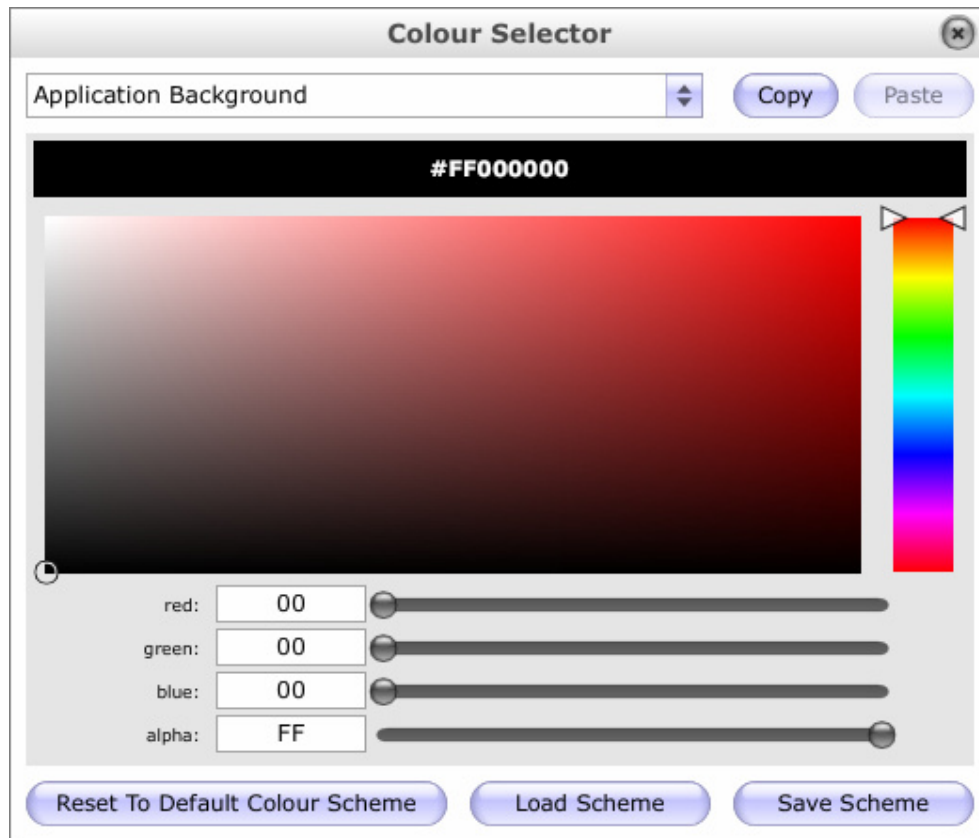 Colour Selector
Application Background
Copy
Paste
#FF000000
red:
00
green:
00
blue:
00
alpha:
FF
Reset To Default Colour Scheme
Load Scheme
Save Scheme